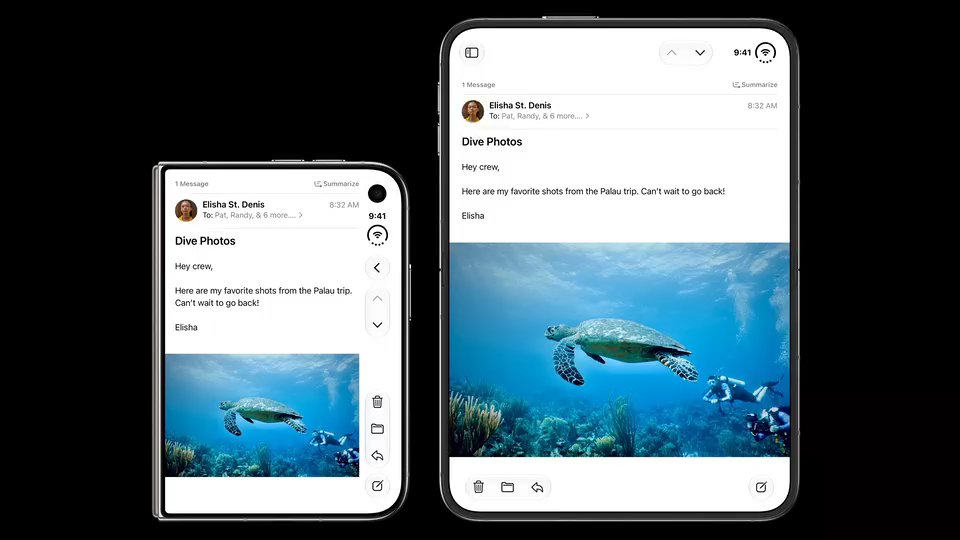 1 Message
Summarize
Elisha St. Denis
8:32 AM
To: Pat, Randy, & 6 more....
Dive Photos
Hey crew,
Here are my favorite shots from the Palau trip.
Can't wait to go back!
Elisha
9:41
9:41
1 Message
Summarize
Elisha St. Denis
8:32 AM
To: Pat, Randy, & 6 more....
Dive Photos
Hey crew,
Here are my favorite shots from the Palau trip. Can't wait to go back!
Elisha